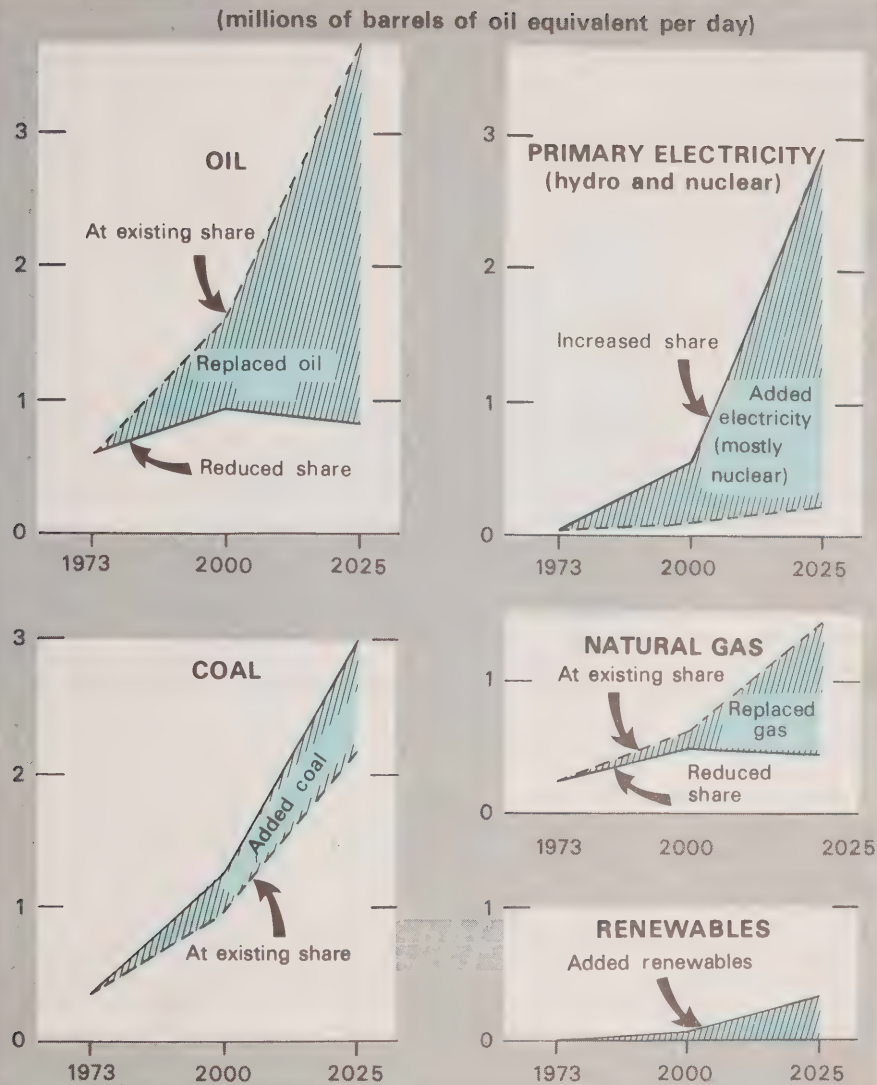 (millions of barrels of oil equivalent per day)
3
2
1
0
OIL
At existing share
Replaced oil
Reduced share
1973 2000 2025
3
2
1
0
PRIMARY ELECTRICITY
(hydro and nuclear)
Increased share
Added
electricity
(mostly
nuclear)
1973 2000 2025
3
2
1
0
COAL
Added coal
At existing share
1973 2000 2025
1
0
NATURAL GAS
At existing share
Replaced
gas
Reduced
share
1973 2000 2025
1
0
RENEWABLES
Added renewables
1973 2000 2025